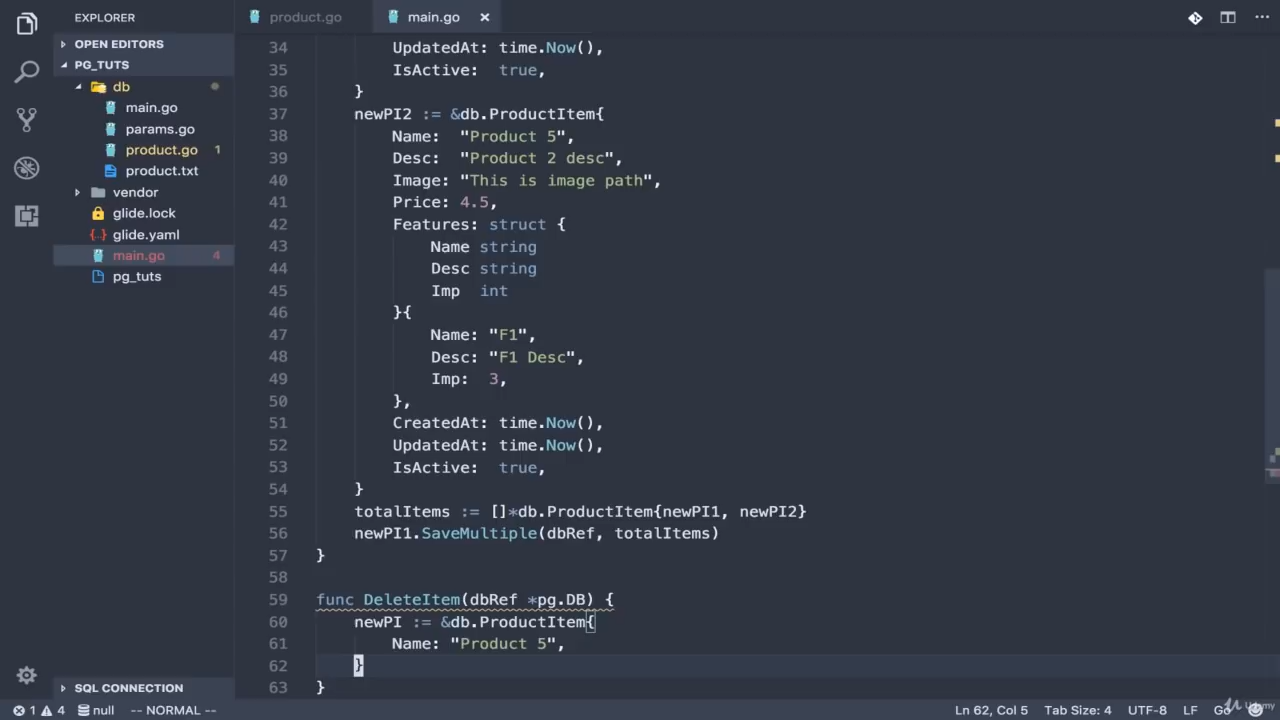 EXPLORER
OPEN EDITORS
PG_TUTS
db
main.go
params.go
product.go 1
product.txt
vendor
glide.lock
glide.yaml
main.go 4
pg_tuts
SQL CONNECTION
product.go main.go ×
34 UpdatedAt: time.Now(),
35 IsActive: true,
36 }
37 newPI2 := &db.ProductItem{
38 Name: "Product 5",
39 Desc: "Product 2 desc",
40 Image: "This is image path",
41 Price: 4.5,
42 Features: struct {
43 Name string
44 Desc string
45 Imp int
46 }{
47 Name: "F1",
48 Desc: "F1 Desc",
49 Imp: 3,
50 },
51 CreatedAt: time.Now(),
52 UpdatedAt: time.Now(),
53 IsActive: true,
54 }
55 totalItems := []*db.ProductItem{newPI1, newPI2}
56 newPI1.SaveMultiple(dbRef, totalItems)
57 }
58
59 func DeleteItem(dbRef *pg.DB) {
60 newPI := &db.ProductItem{
61 Name: "Product 5",
62 }
63 }
1 4 null -- NORMAL -- Ln 62, Col 5 Tab Size: 4 UTF-8 LF Go
Udemy